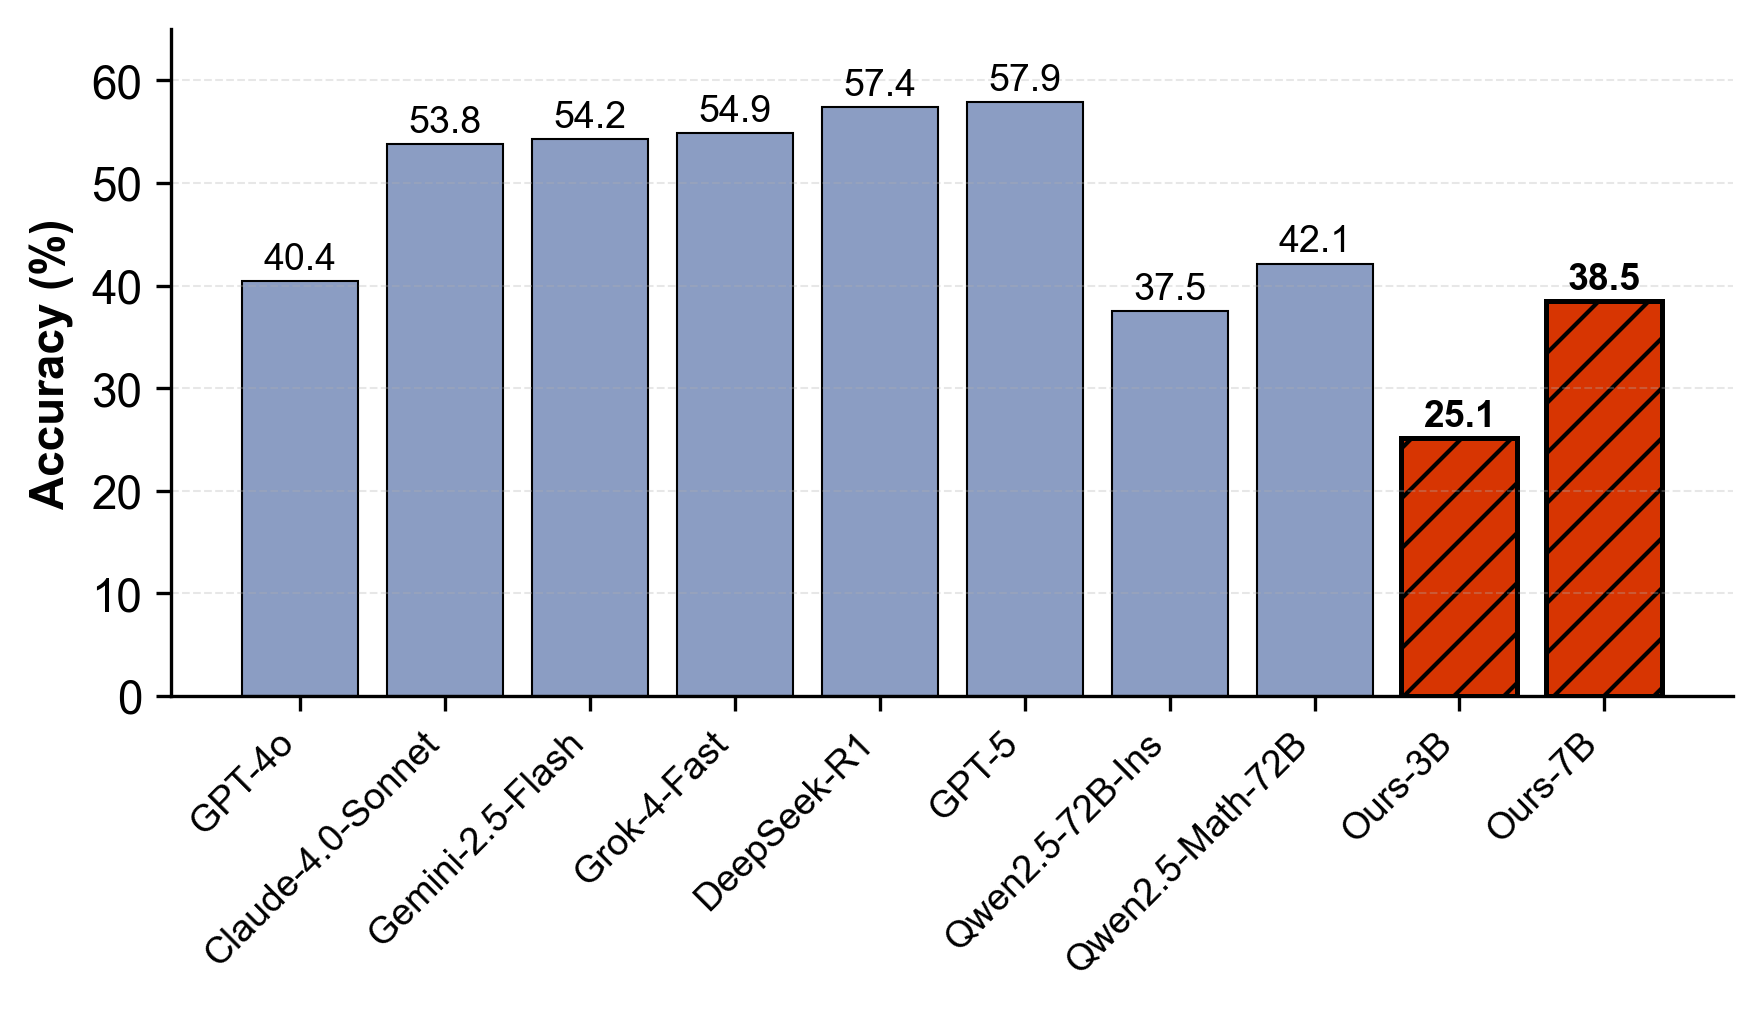 Accuracy (%)
60
50
40
30
20
10
0
40.4
53.8
54.2
54.9
57.4
57.9
37.5
42.1
25.1
38.5
GPT-4o
Claude-4.0-Sonnet
Gemini-2.5-Flash
Grok-4-Fast
DeepSeek-R1
GPT-5
Qwen2.5-72B-Ins
Qwen2.5-Math-72B
Ours-3B
Ours-7B